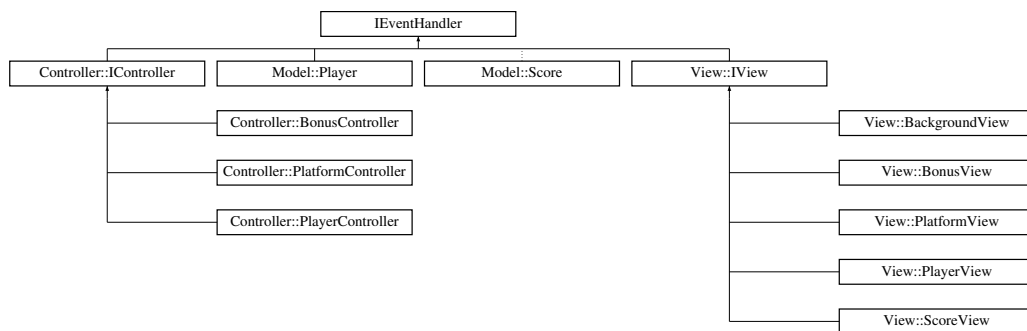 IEventHandler
Controller::IController
Model::Player
Model::Score
View::IView
Controller::BonusController
View::BackgroundView
Controller::PlatformController
View::BonusView
Controller::PlayerController
View::PlatformView
View::PlayerView
View::ScoreView